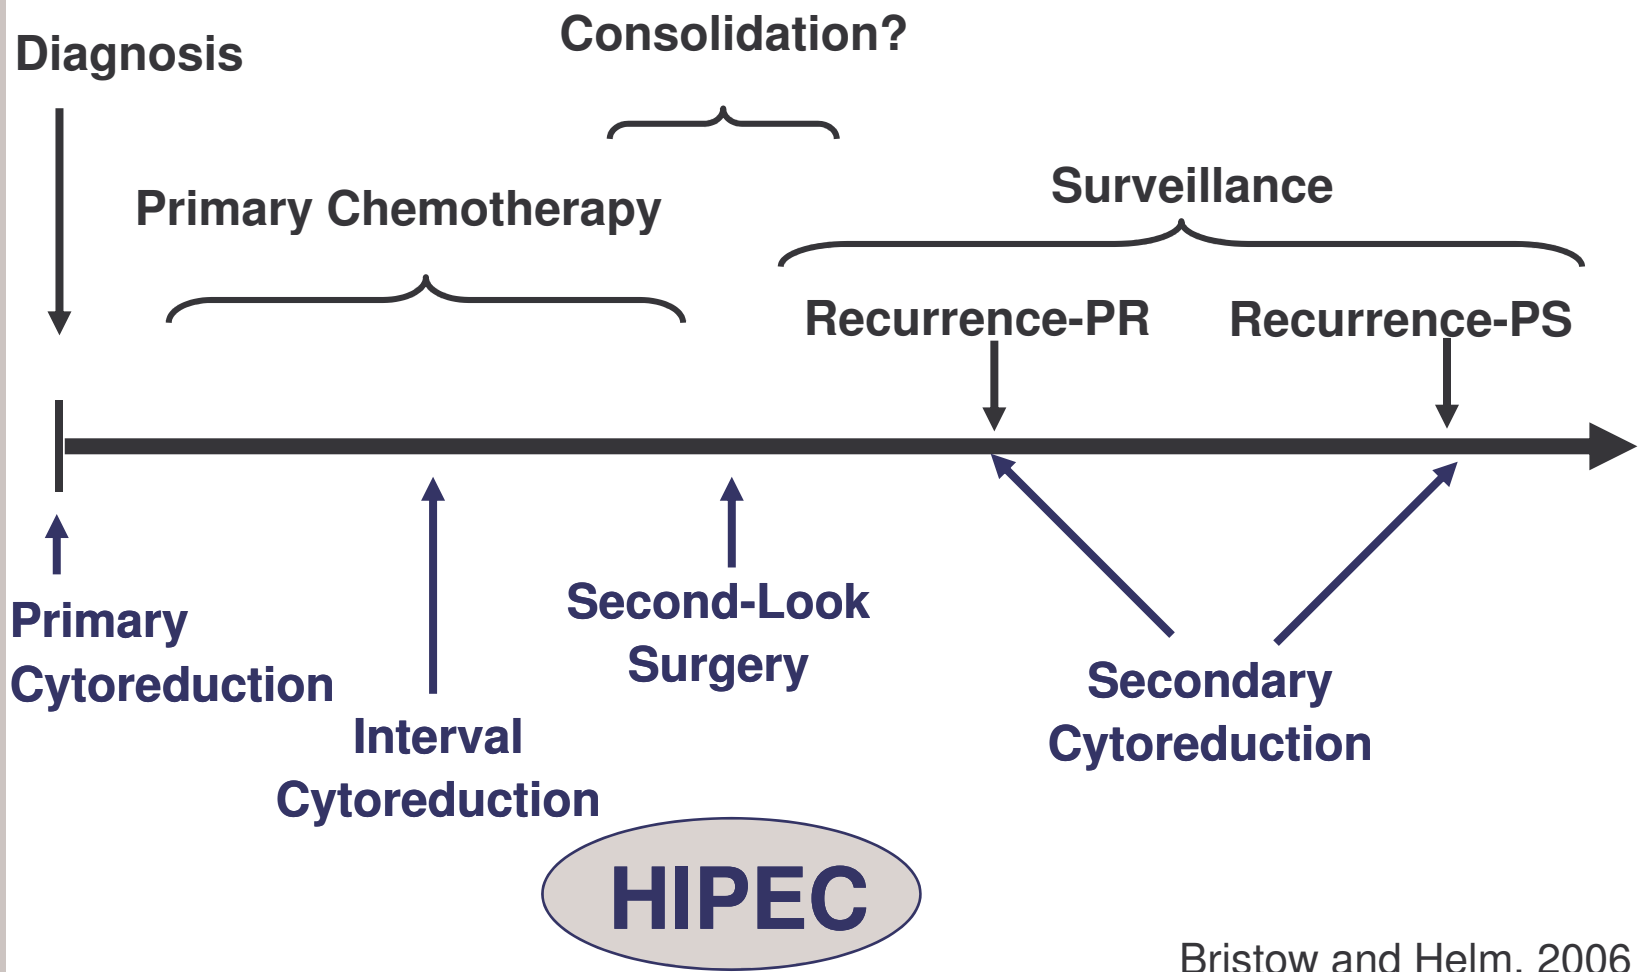 Consolidation?
Diagnosis
Primary Chemotherapy
Surveillance
Recurrence-PR
Recurrence-PS
Primary
Cytoreduction
Interval
Cytoreduction
Second-Look
Surgery
Secondary
Cytoreduction
HIPEC
Bristow and Helm, 2006